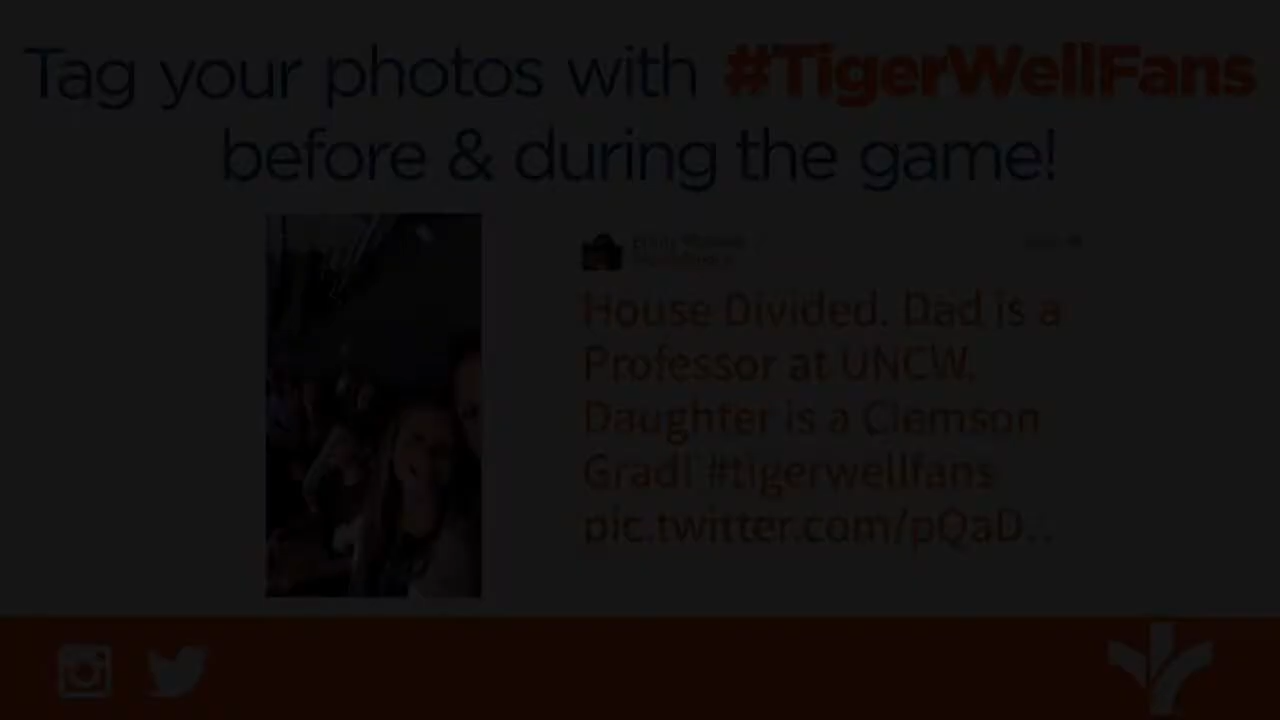 Tag your photos with #TigerWellFans
before & during the game!
House Divided. Dad is a
Professor at UNCW.
Daughter is a Clemson
Grad! #tigerwellfans
pic.twitter.com/pQaD...